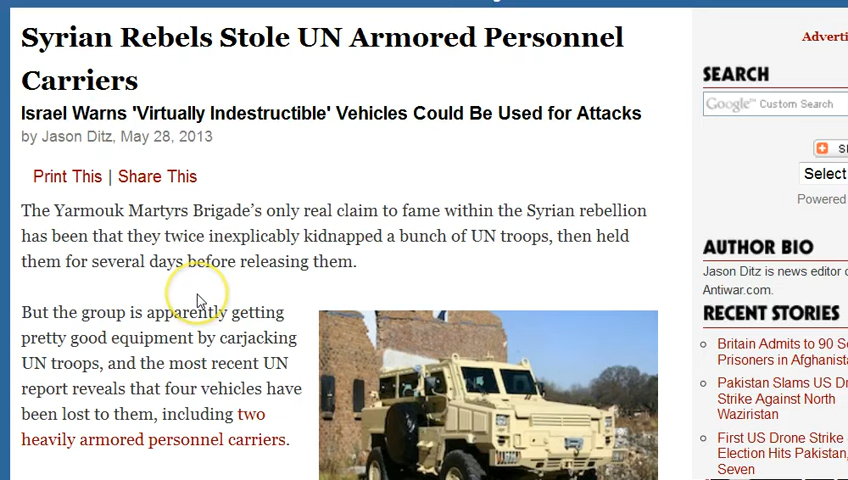 Syrian Rebels Stole UN Armored Personnel
Carriers
Israel Warns 'Virtually Indestructible' Vehicles Could Be Used for Attacks
by Jason Ditz, May 28, 2013
Print This | Share This
The Yarmouk Martyrs Brigade's only real claim to fame within the Syrian rebellion
has been that they twice inexplicably kidnapped a bunch of UN troops, then held
them for several days before releasing them.
But the group is apparently getting
pretty good equipment by carjacking
UN troops, and the most recent UN
report reveals that four vehicles have
been lost to them, including two
heavily armored personnel carriers.
Adverti
SEARCH
Google Custom Search
Select
Powered
AUTHOR BIO
Jason Ditz is news editor o
Antiwar.com.
RECENT STORIES
Britain Admits to 90 S
Prisoners in Afghanista
Pakistan Slams US D
Strike Against North
Waziristan
First US Drone Strike
Election Hits Pakistan,
Seven